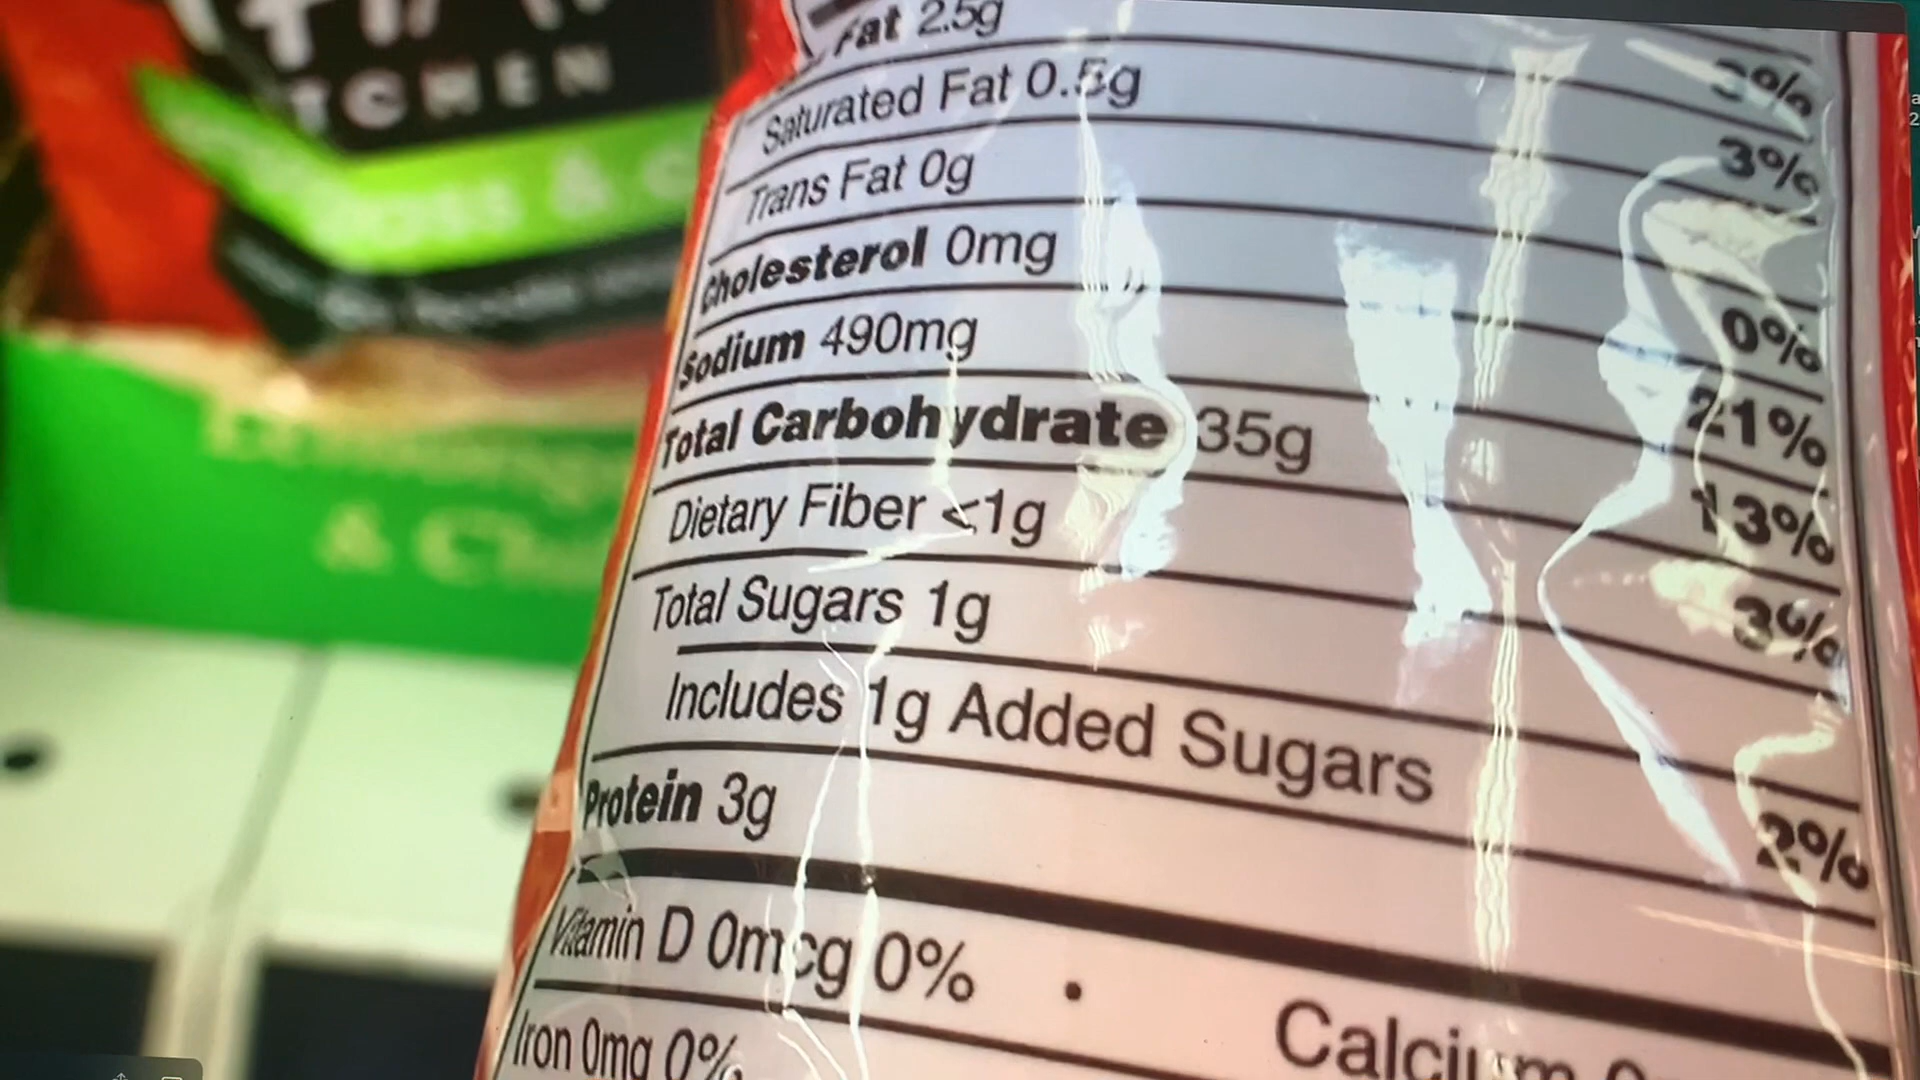 Fat 2.5g 3%
Saturated Fat 0.5g 3%
Trans Fat 0g
Cholesterol 0mg 0%
Sodium 490mg 21%
Total Carbohydrate 35g 13%
Dietary Fiber <1g 3%
Total Sugars 1g
Includes 1g Added Sugars 2%
Protein 3g
Vitamin D 0mcg 0% • Calcium
Iron 0mg 0%